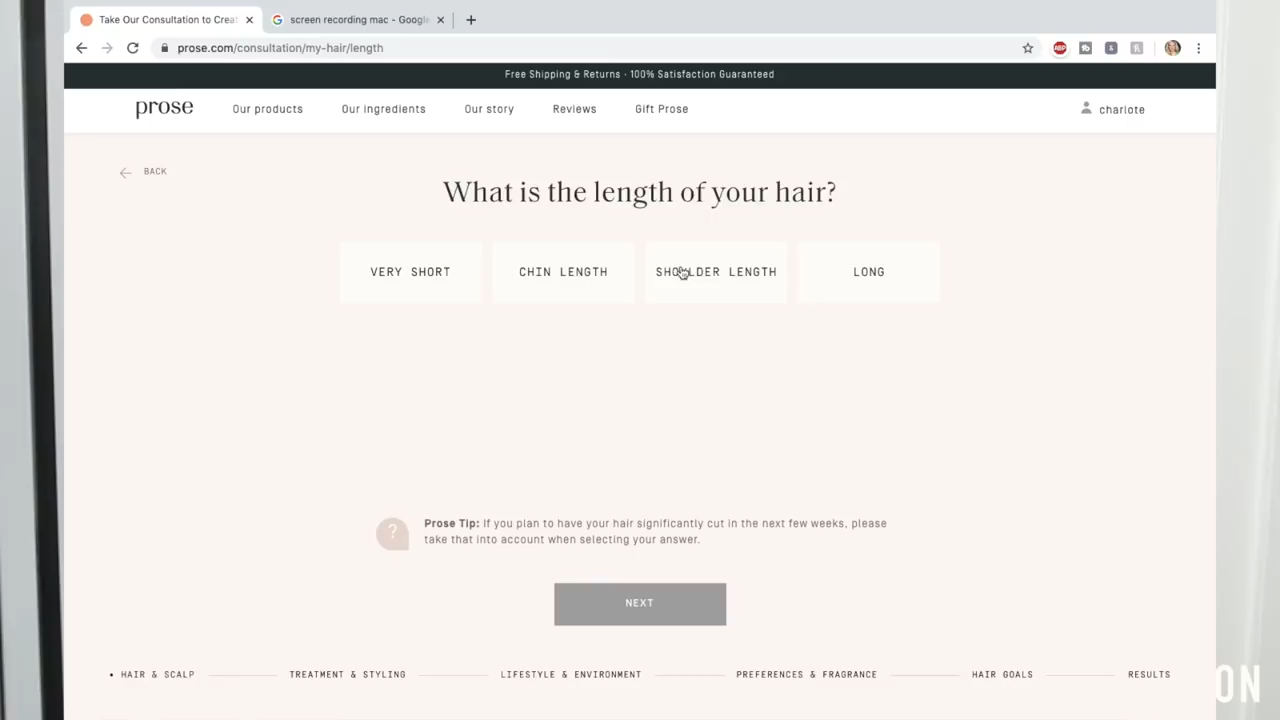 Take Our Consultation to Crea
screen recording mac - Google
prose.com/consultation/my-hair/length
ABP
Free Shipping & Returns · 100% Satisfaction Guaranteed
prose
Our products
Our ingredients
Our story
Reviews
Gift Prose
charlote
BACK
What is the length of your hair?
VERY SHORT
CHIN LENGTH
SHOULDER LENGTH
LONG
?
Prose Tip: If you plan to have your hair significantly cut in the next few weeks, please
take that into account when selecting your answer.
NEXT
• HAIR & SCALP
TREATMENT & STYLING
LIFESTYLE & ENVIRONMENT
PREFERENCES & FRAGRANCE
HAIR GOALS
RESULTS
ON